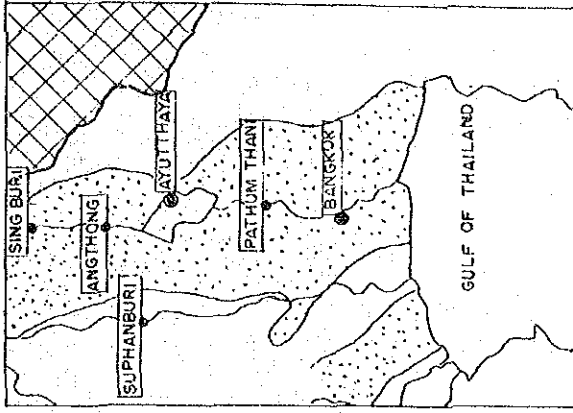 SING BURI
ANGTHONG
AYUTTHAYA
SUPHANBURI
PATHUM THANI
BANGKOK
GULF OF THAILAND